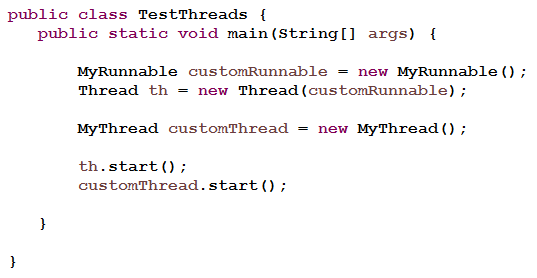 public class TestThreads {
public static void main(String[] args) {
MyRunnable customRunnable = new MyRunnable();
Thread th = new Thread(customRunnable);
MyThread customThread = new MyThread();
th.start();
customThread.start();
}
}